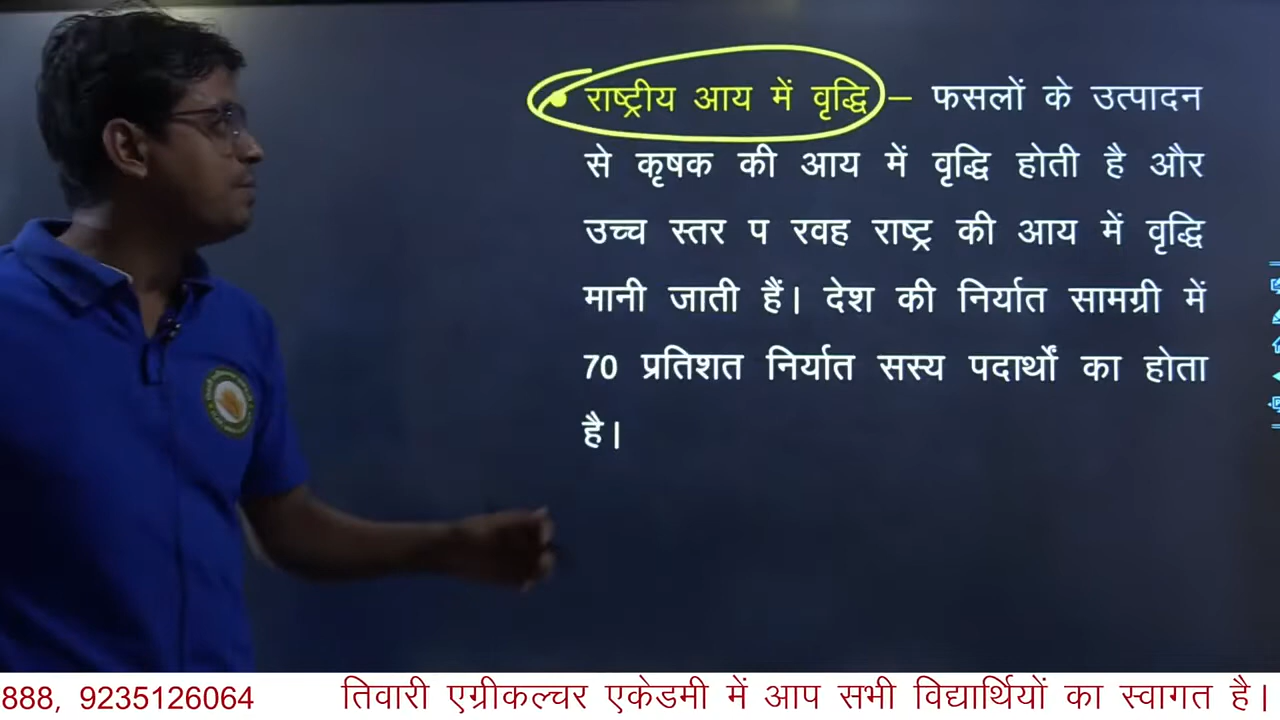 • राष्ट्रीय आय में वृद्धि – फसलों के उत्पादन
से कृषक की आय में वृद्धि होती है और
उच्च स्तर प रवह राष्ट्र की आय में वृद्धि
मानी जाती हैं। देश की निर्यात सामग्री में
70 प्रतिशत निर्यात सस्य पदार्थों का होता
है।
888, 9235126064 तिवारी एग्रीकल्चर एकेडमी में आप सभी विद्यार्थियों का स्वागत है।